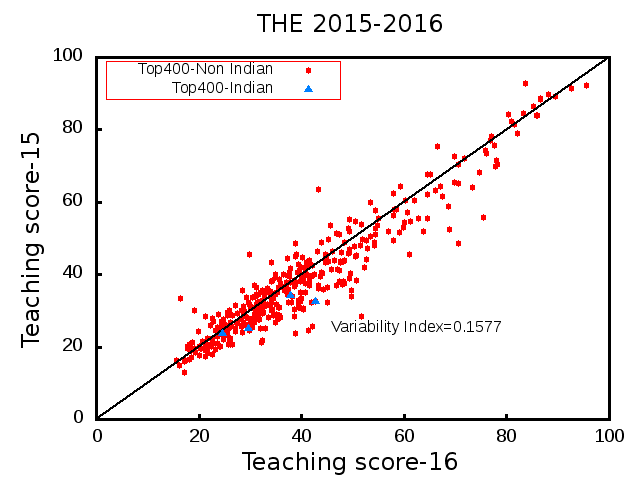 THE 2015-2016
Top400-Non Indian
Top400-Indian
100
80
60
40
20
0
Teaching score-15
Variability Index=0.1577
0 20 40 60 80 100
Teaching score-16